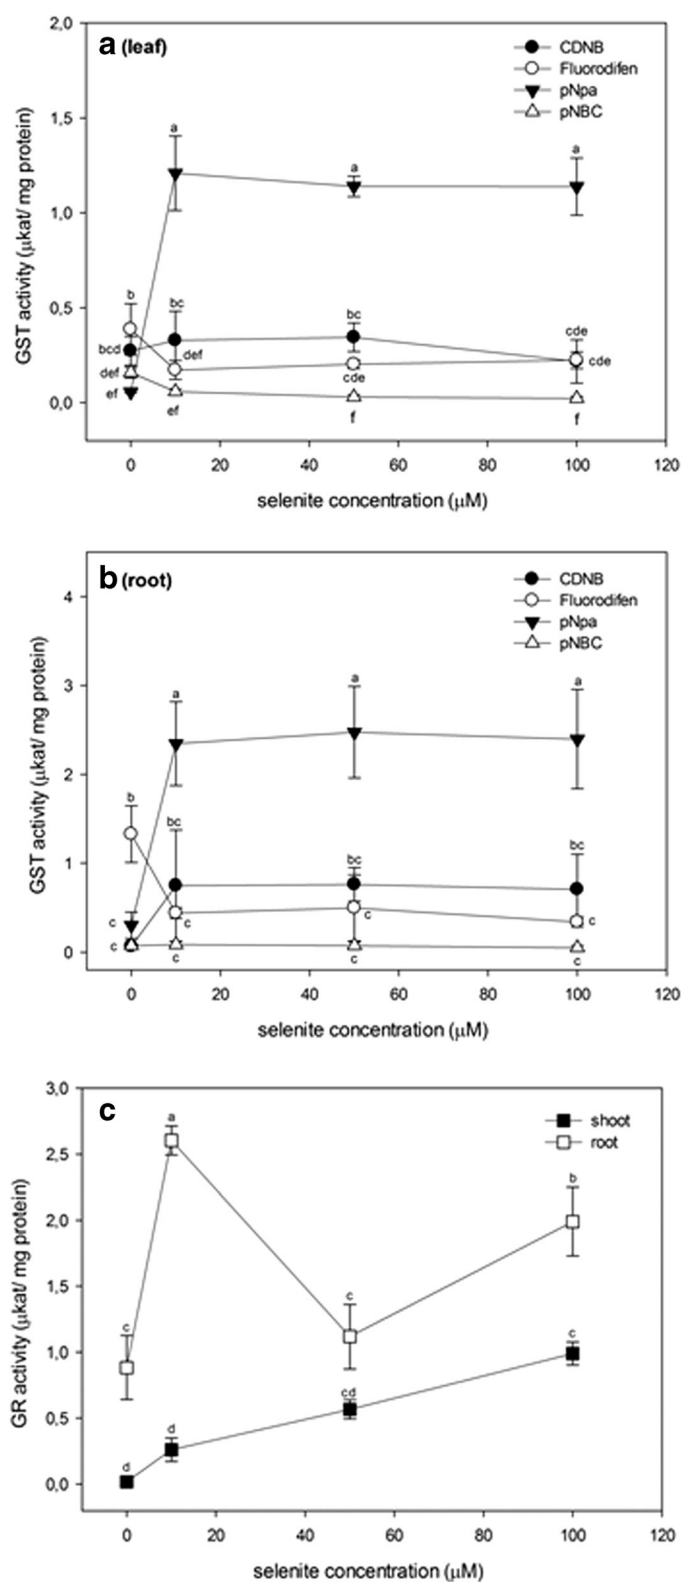 a (leaf)
CDNB
Fluorodifen
pNpa
pNBC
GST activity (μkat/ mg protein)
2,0
1,5
1,0
0,5
0,0
a
a
a
b
bc
bc
cde
bcd
def
cde
cde
def
ef
ef
f
f
0 20 40 60 80 100 120
selenite concentration (μM)
b (root)
CDNB
Fluorodifen
pNpa
pNBC
GST activity (μkat/ mg protein)
4
3
2
1
0
a
a
a
b
bc
bc
bc
c
c
c
c
c
c
c
c
0 20 40 60 80 100 120
selenite concentration (μM)
c
shoot
root
GR activity (μkat/ mg protein)
3,0
2,5
2,0
1,5
1,0
0,5
0,0
a
b
c
c
c
cd
d
d
0 20 40 60 80 100 120
selenite concentration (μM)